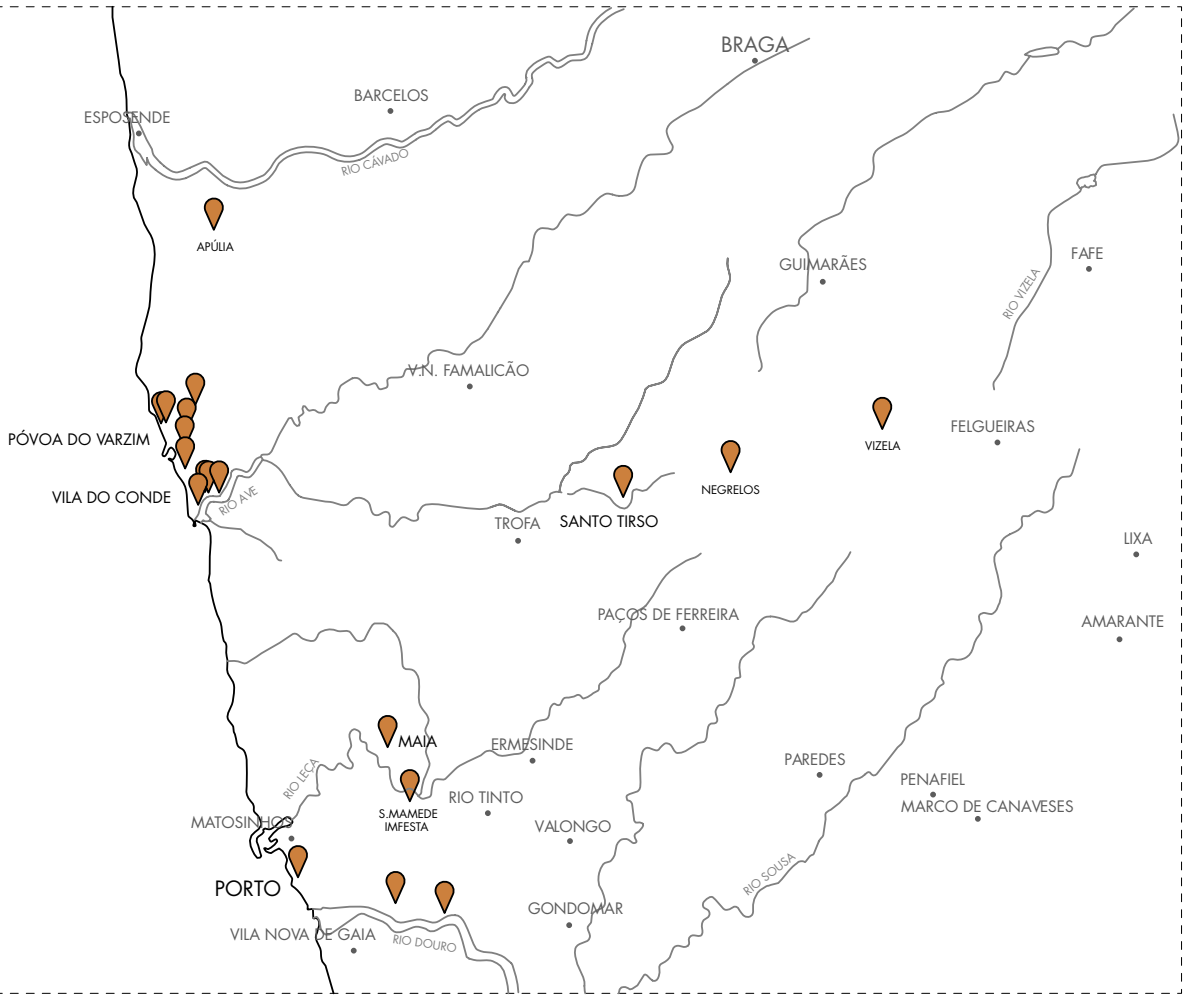 BRAGA
BARCELOS
ESPOSENDE
RIO CÁVADO
APÚLIA
FAFE
GUIMARÃES
RIO VIZELA
V.N. FAMALICÃO
FELGUEIRAS
PÓVOA DO VARZIM
VIZELA
NEGRELOS
VILA DO CONDE
RIO AVE
TROFA
SANTO TIRSO
LIXA
PAÇOS DE FERREIRA
AMARANTE
MAIA
ERMESINDE
RIO LEÇA
PAREDES
PENAFIEL
RIO TINTO
MARCO DE CANAVESES
S.MAMEDE
IMFESTA
MATOSINHOS
VALONGO
RIO SOUSA
PORTO
GONDOMAR
VILA NOVA DE GAIA
RIO DOURO